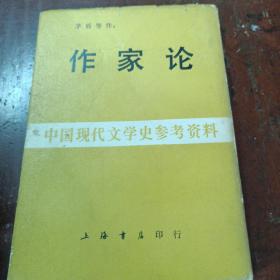 茅盾等作
作家论
中国现代文学史参考资料
上海书店印行